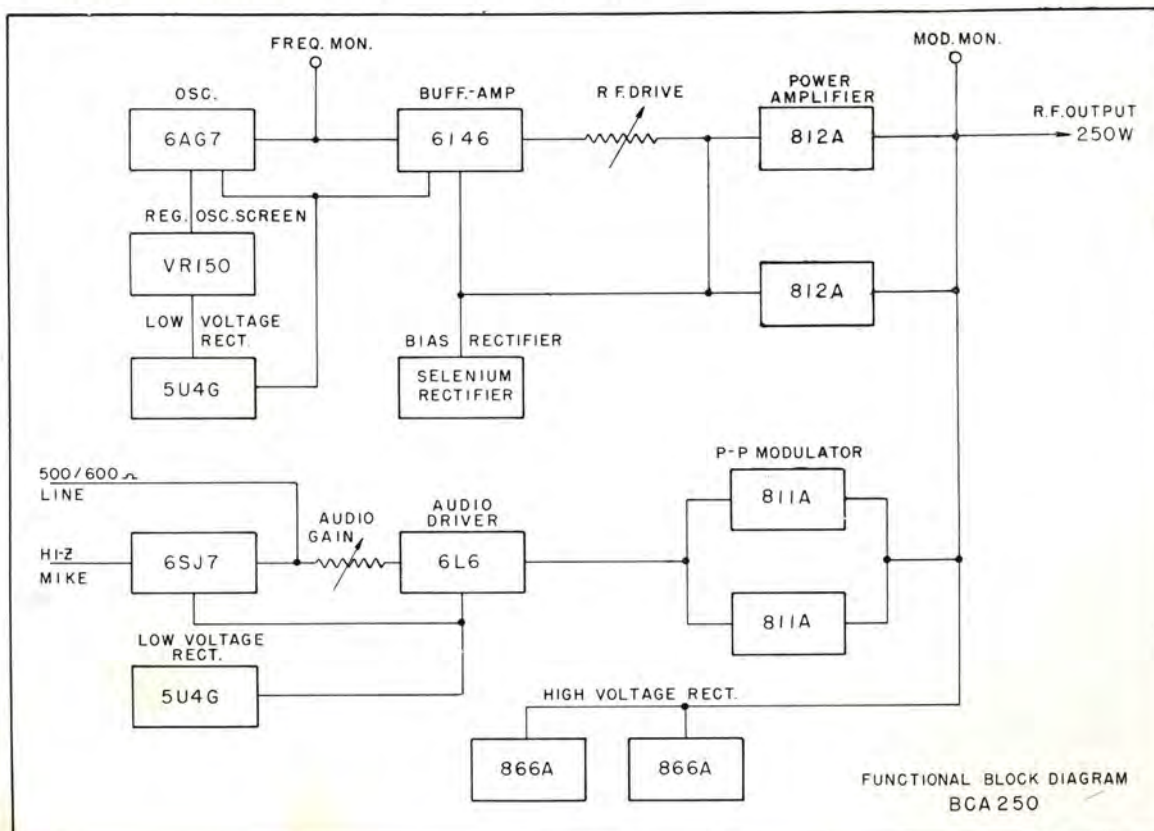 FREQ. MON.
MOD. MON.
OSC.
BUFF.-AMP
R.F. DRIVE
POWER
AMPLIFIER
R.F. OUTPUT
250W
6AG7
6146
812A
REG. OSC. SCREEN
VR150
812A
LOW VOLTAGE
RECT.
BIAS RECTIFIER
5U4G
SELENIUM
RECTIFIER
500/600 Ω
LINE
P-P MODULATOR
811A
AUDIO
GAIN
AUDIO
DRIVER
HI-Z
MIKE
6SJ7
6L6
811A
LOW VOLTAGE
RECT.
5U4G
HIGH VOLTAGE RECT.
866A
866A
FUNCTIONAL BLOCK DIAGRAM
BCA250